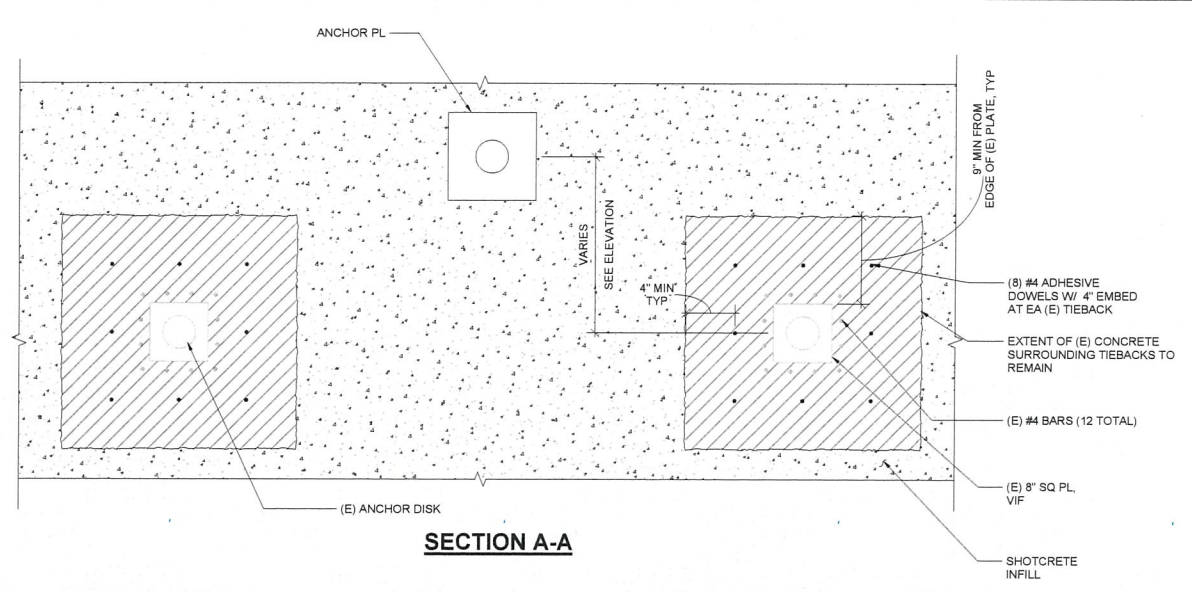 ANCHOR PL
9" MIN FROM
EDGE OF (E) PLATE, TYP
VARIES
SEE ELEVATION
4" MIN
TYP
(8) #4 ADHESIVE
DOWELS W/ 4" EMBED
AT EA (E) TIEBACK
EXTENT OF (E) CONCRETE
SURROUNDING TIEBACKS TO
REMAIN
(E) #4 BARS (12 TOTAL)
(E) 8" SQ PL,
VIF
(E) ANCHOR DISK
SECTION A-A
SHOTCRETE
INFILL